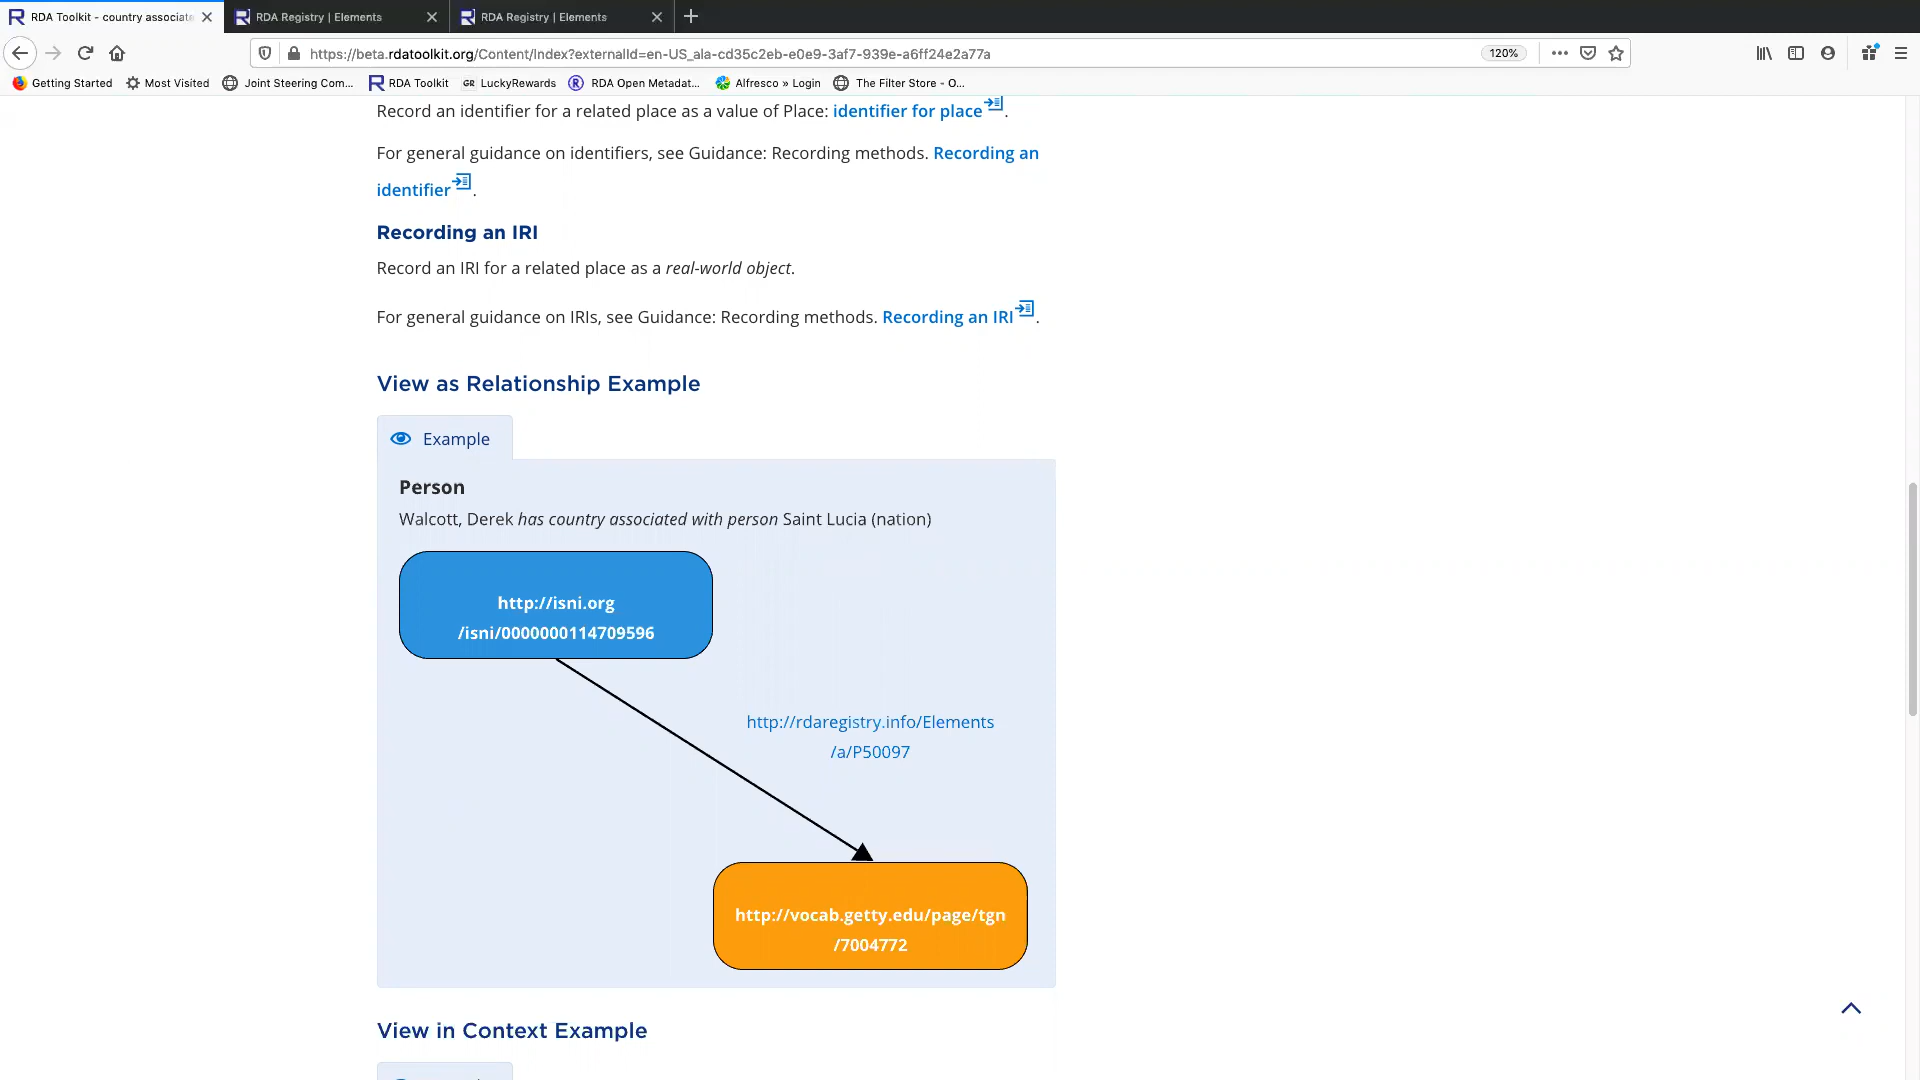 RDA Toolkit - country associate
RDA Registry | Elements
RDA Registry | Elements
https://beta.rdatoolkit.org/Content/Index?externalId=en-US_ala-cd35c2eb-e0e9-3af7-939e-a6ff24e2a77a
120%
Getting Started
Most Visited
Joint Steering Com...
RDA Toolkit
GR LuckyRewards
RDA Open Metadat...
Alfresco » Login
The Filter Store - O...
Record an identifier for a related place as a value of Place: identifier for place.
For general guidance on identifiers, see Guidance: Recording methods. Recording an
identifier.
Recording an IRI
Record an IRI for a related place as a real-world object.
For general guidance on IRIs, see Guidance: Recording methods. Recording an IRI.
View as Relationship Example
Example
Person
Walcott, Derek has country associated with person Saint Lucia (nation)
http://isni.org
/isni/0000000114709596
http://rdaregistry.info/Elements
/a/P50097
http://vocab.getty.edu/page/tgn
/7004772
View in Context Example